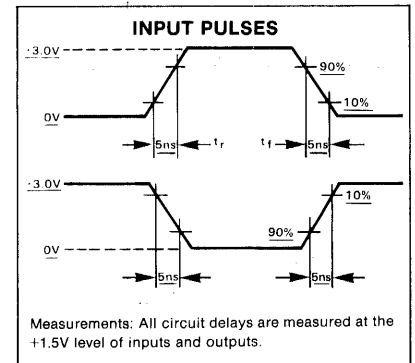 INPUT PULSES
+3.0V
90%
10%
0V
5ns
tr
tf
5ns
+3.0V
10%
90%
0V
5ns
5ns
Measurements: All circuit delays are measured at the
+1.5V level of inputs and outputs.